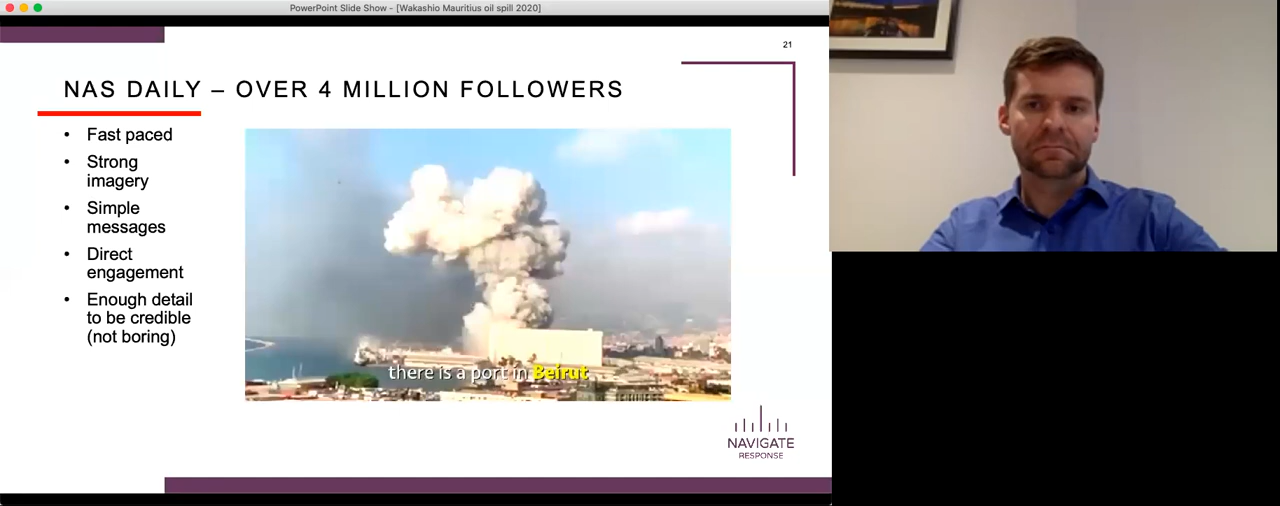 PowerPoint Slide Show - [Wakashio Mauritius oil spill 2020]
21
NAS DAILY – OVER 4 MILLION FOLLOWERS
• Fast paced
• Strong
imagery
• Simple
messages
• Direct
engagement
• Enough detail
to be credible
(not boring)
there is a port in Beirut
NAVIGATE
RESPONSE